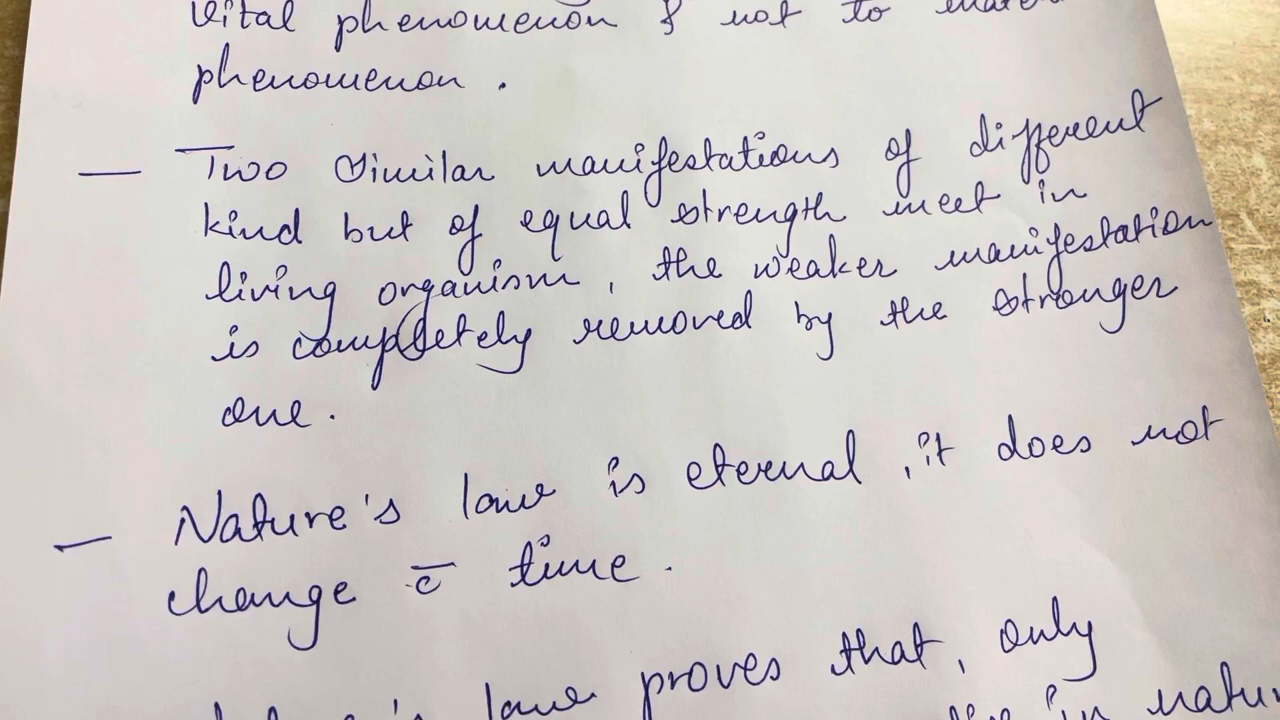 vital phenomenon & not to
phenomenon .
— Two Similar manifestations of different
kind but of equal strength meet in
living organism , the weaker manifestation
is completely removed by the stronger
one .
— Nature's law is eternal , it does not
change c̄ time .
law proves that , only
in